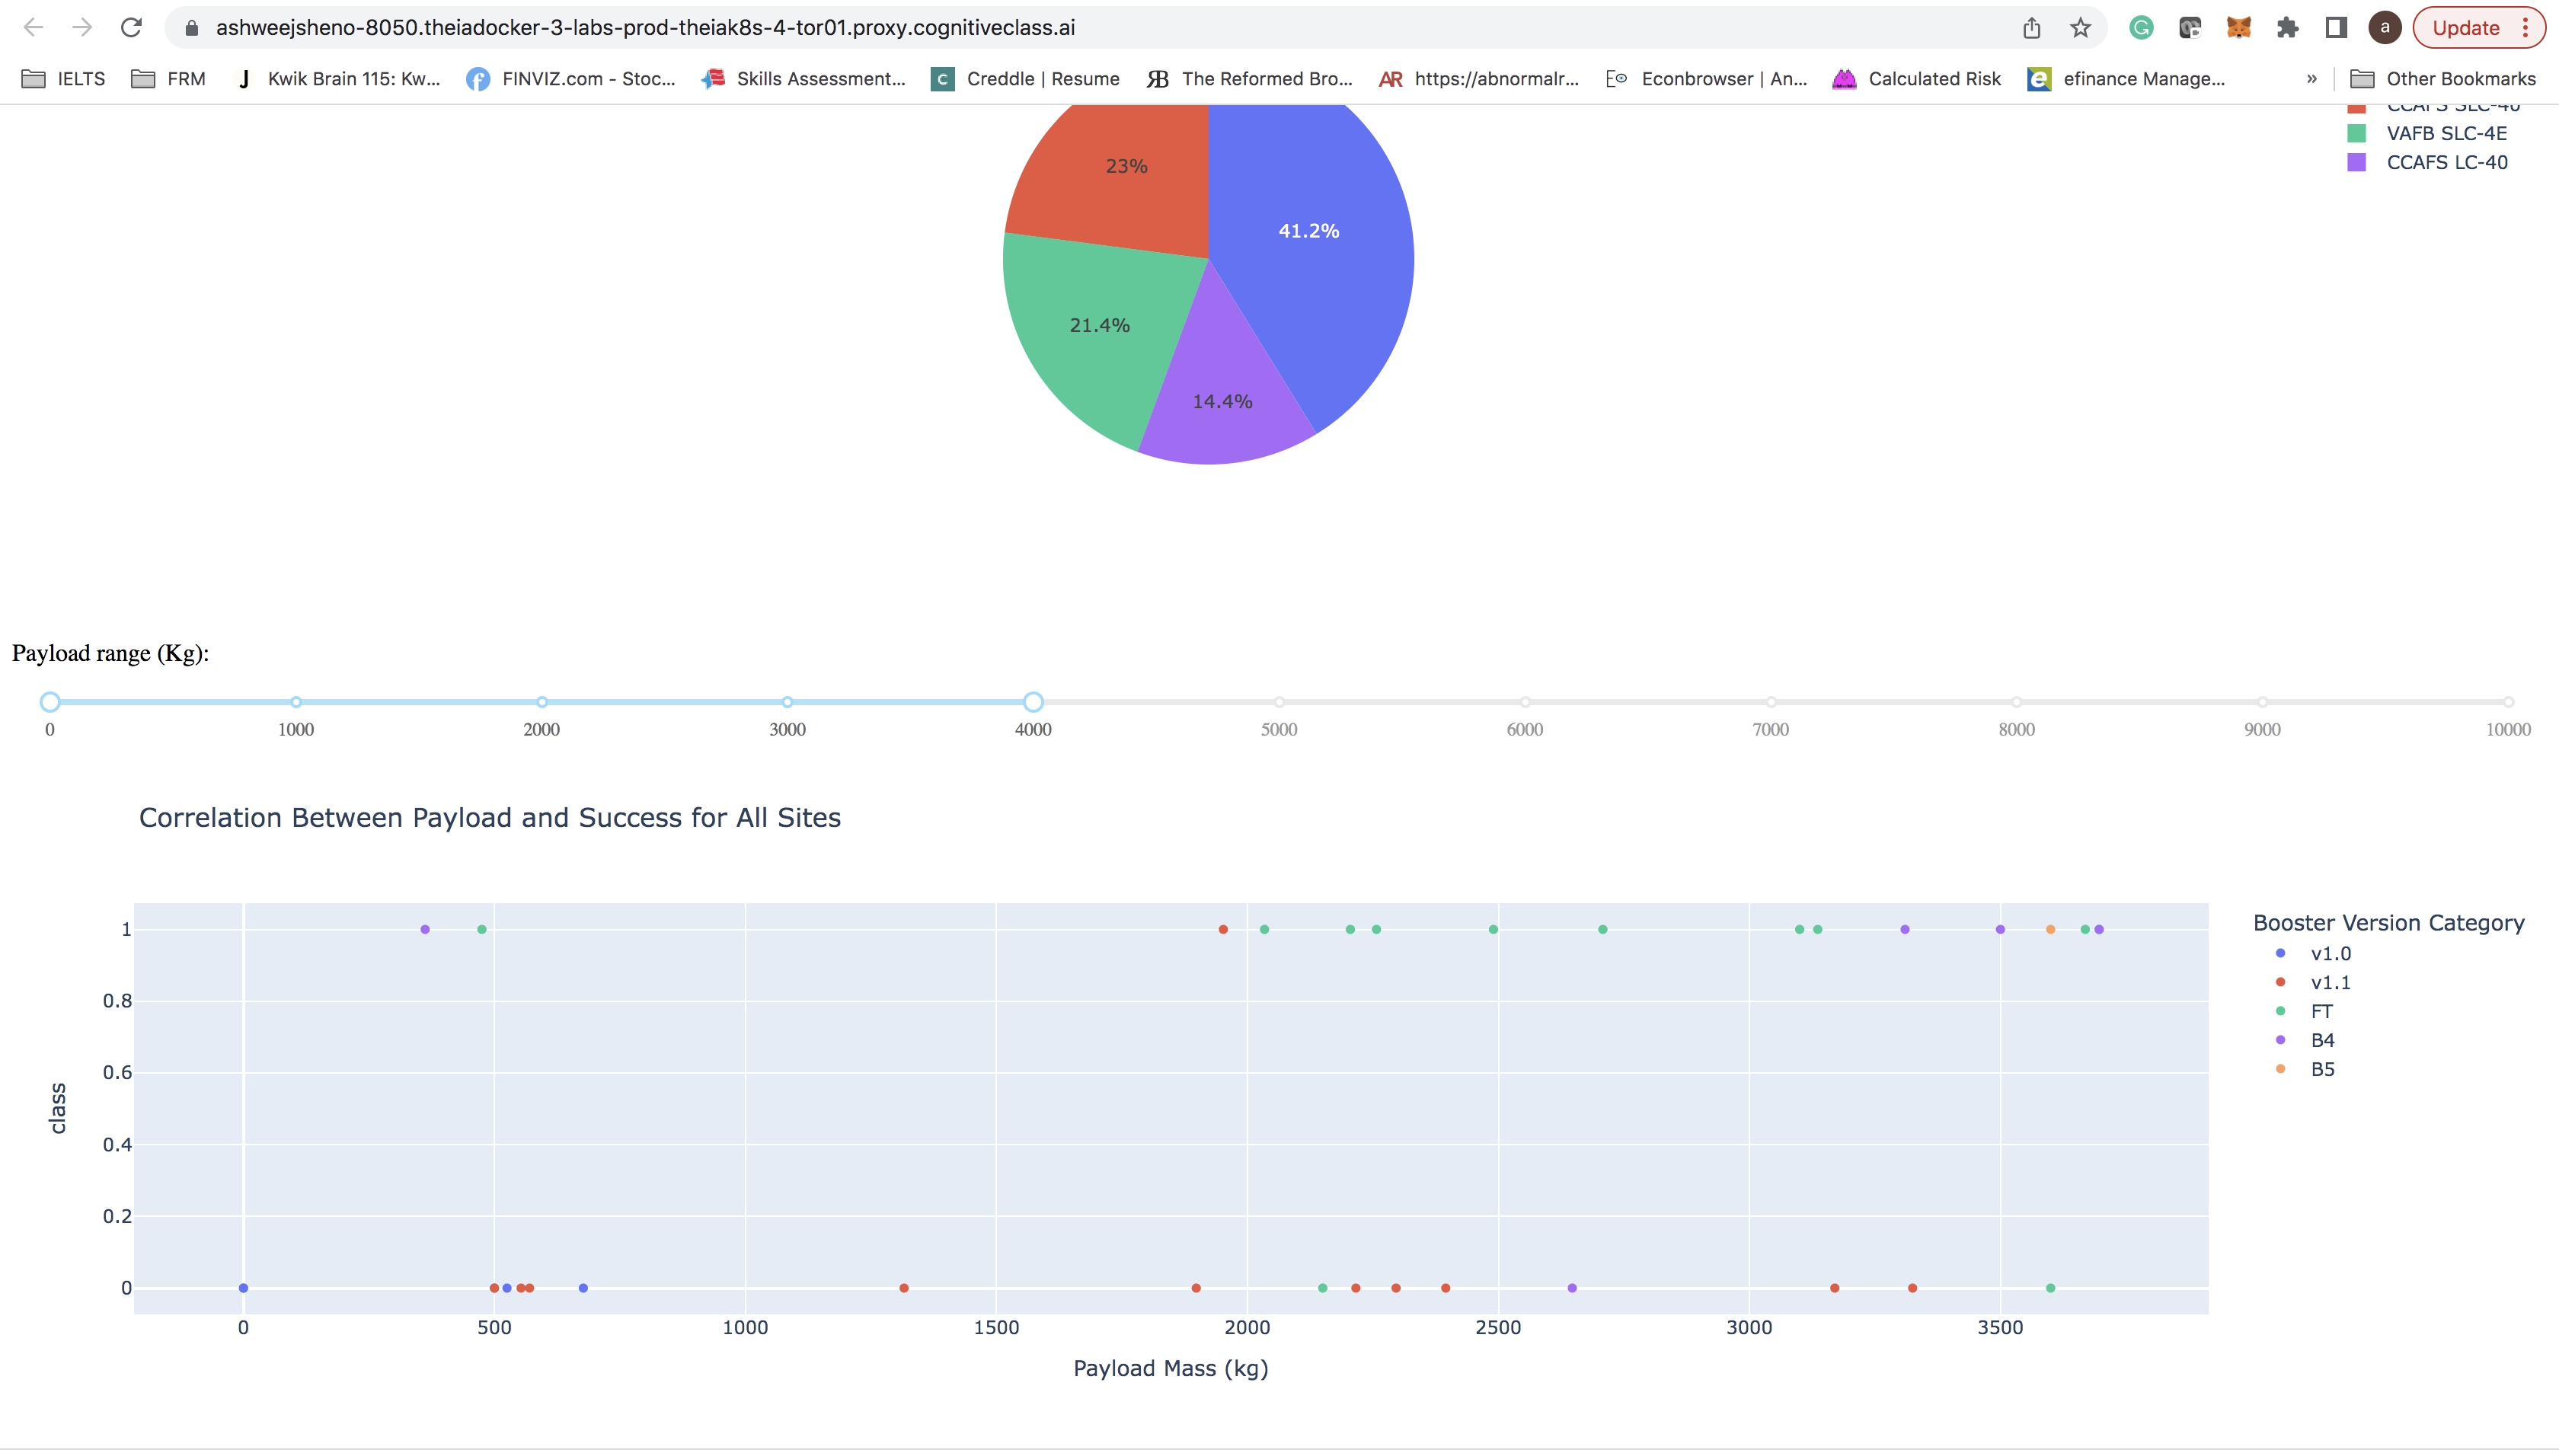 ashweejsheno-8050.theiadocker-3-labs-prod-theiak8s-4-tor01.proxy.cognitiveclass.ai
a
Update
IELTS
FRM
J Kwik Brain 115: Kw...
FINVIZ.com - Stoc...
Skills Assessment...
C Creddle | Resume
RB The Reformed Bro...
AR https://abnormalr...
Econbrowser | An...
Calculated Risk
e efinance Manage...
»
Other Bookmarks
CCAFS SLC-40
VAFB SLC-4E
CCAFS LC-40
23%
41.2%
21.4%
14.4%
Payload range (Kg):
0 1000 2000 3000 4000 5000 6000 7000 8000 9000 10000
Correlation Between Payload and Success for All Sites
Booster Version Category
v1.0
v1.1
FT
B4
B5
1
0.8
0.6
0.4
0.2
0
class
0 500 1000 1500 2000 2500 3000 3500
Payload Mass (kg)